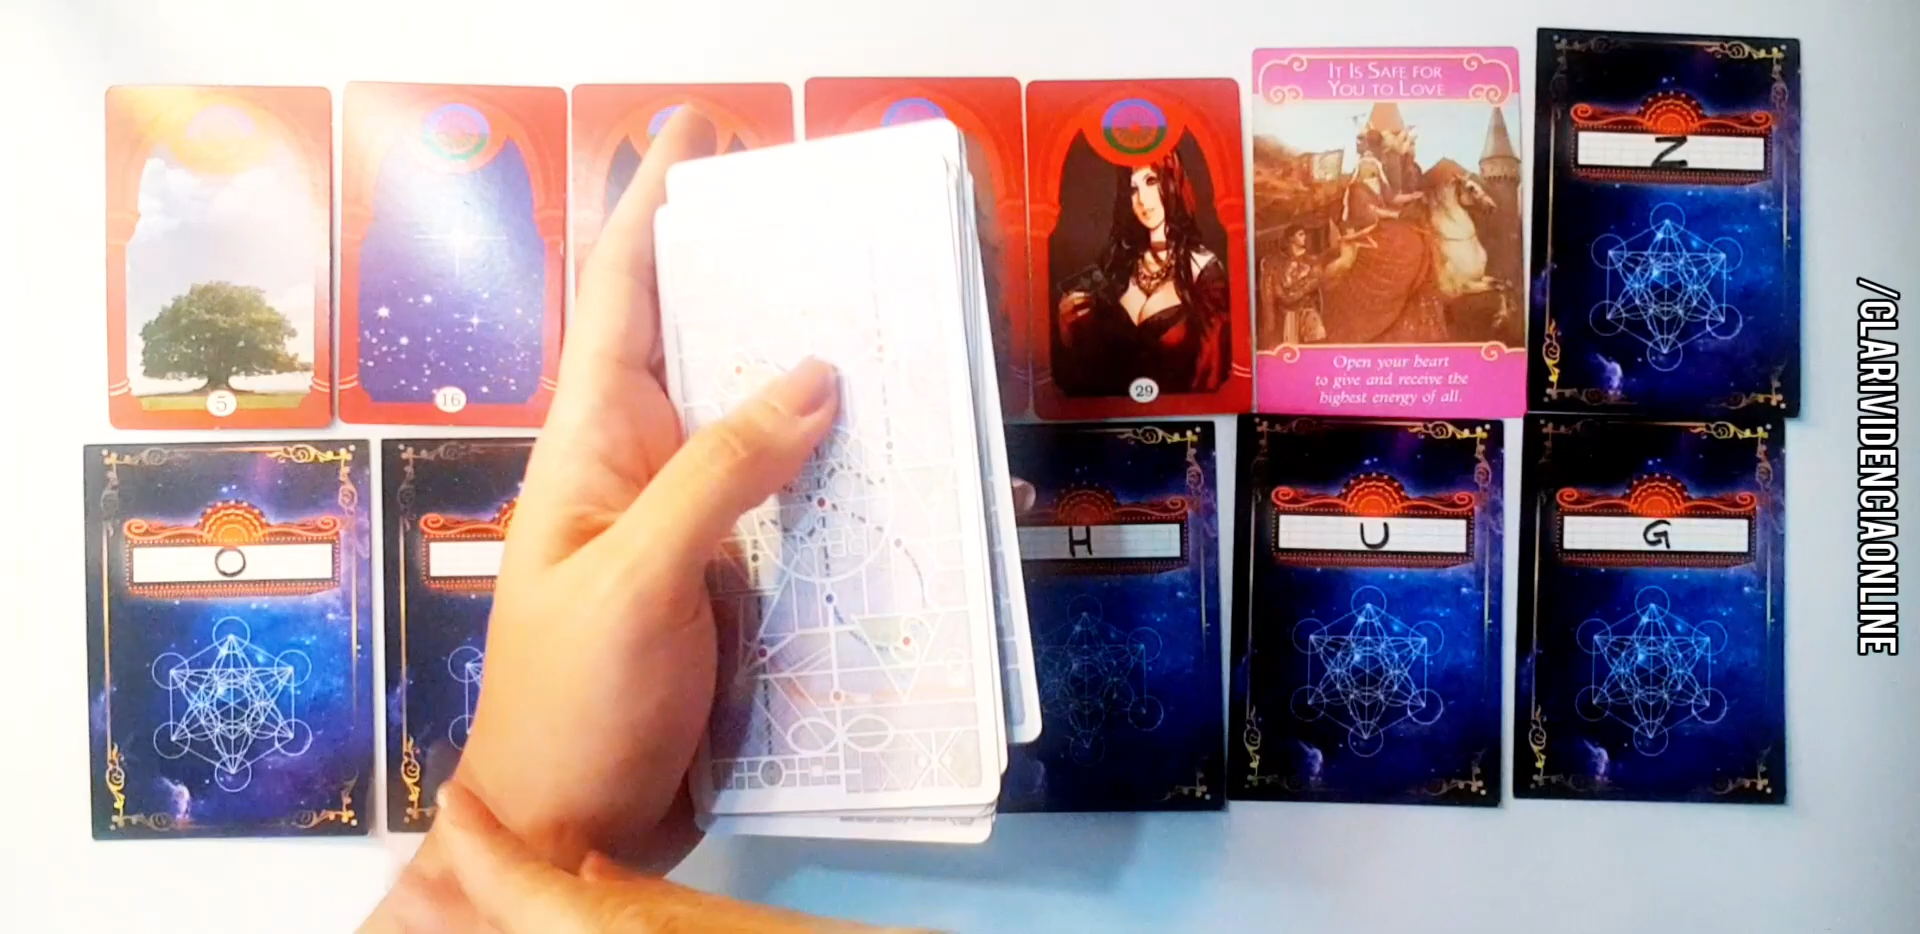 5
16
29
It Is Safe for
You to Love
Open your heart
to give and receive the
highest energy of all.
Z
O
H
U
G
/CLARIVIDENCIAONLINE